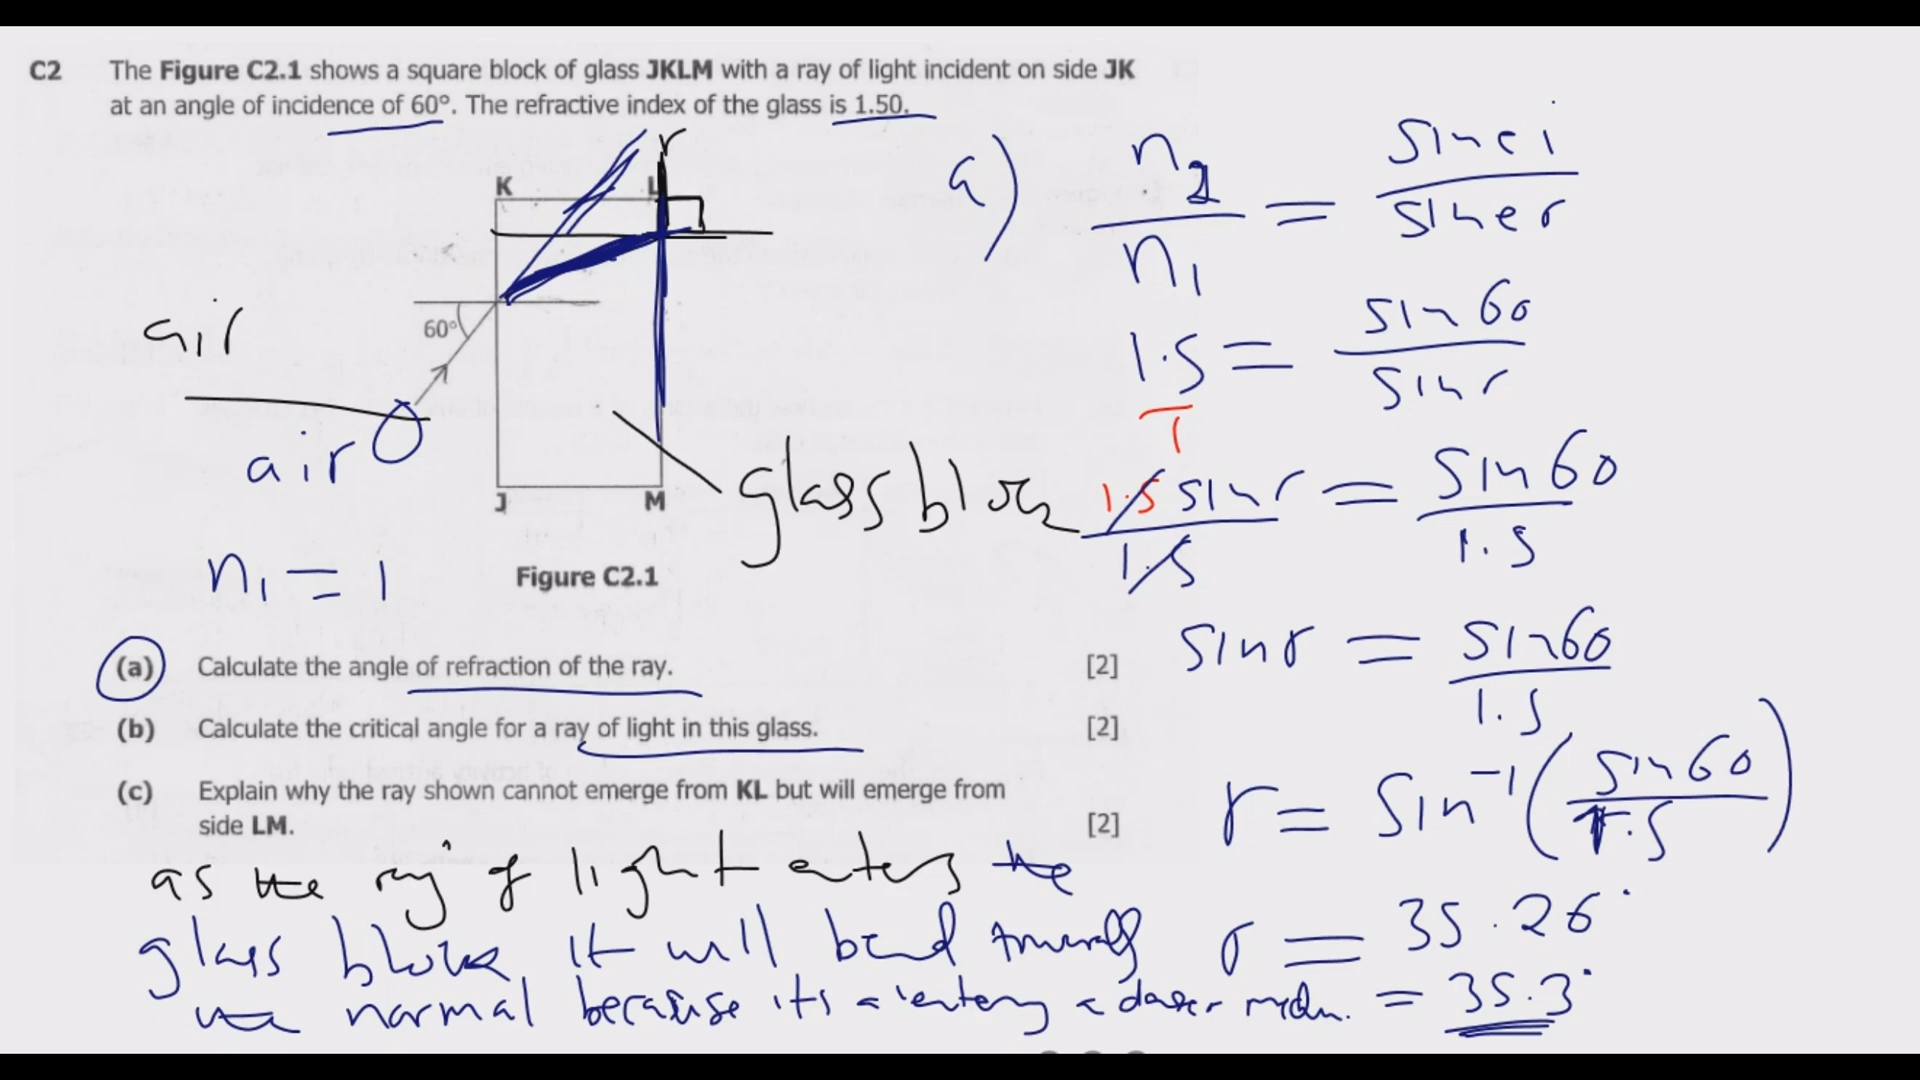 C2 The Figure C2.1 shows a square block of glass JKLM with a ray of light incident on side JK
at an angle of incidence of 60°. The refractive index of the glass is 1.50.
K L r
60°
J M
Figure C2.1
air
air
n₁ = 1
glass block
a) n₂/n₁ = sine i/sine r
1.5/1 = sin 60/sin r
1.5 sin r/1.5 = sin 60/1.5
sin r = sin 60/1.5
r = sin⁻¹(sin 60/1.5)
r = 35.26°
= 35.3°
(a) Calculate the angle of refraction of the ray. [2]
(b) Calculate the critical angle for a ray of light in this glass. [2]
(c) Explain why the ray shown cannot emerge from KL but will emerge from
side LM. [2]
as the ray of light enters the
glass block it will bend towards
the normal because its entering a denser